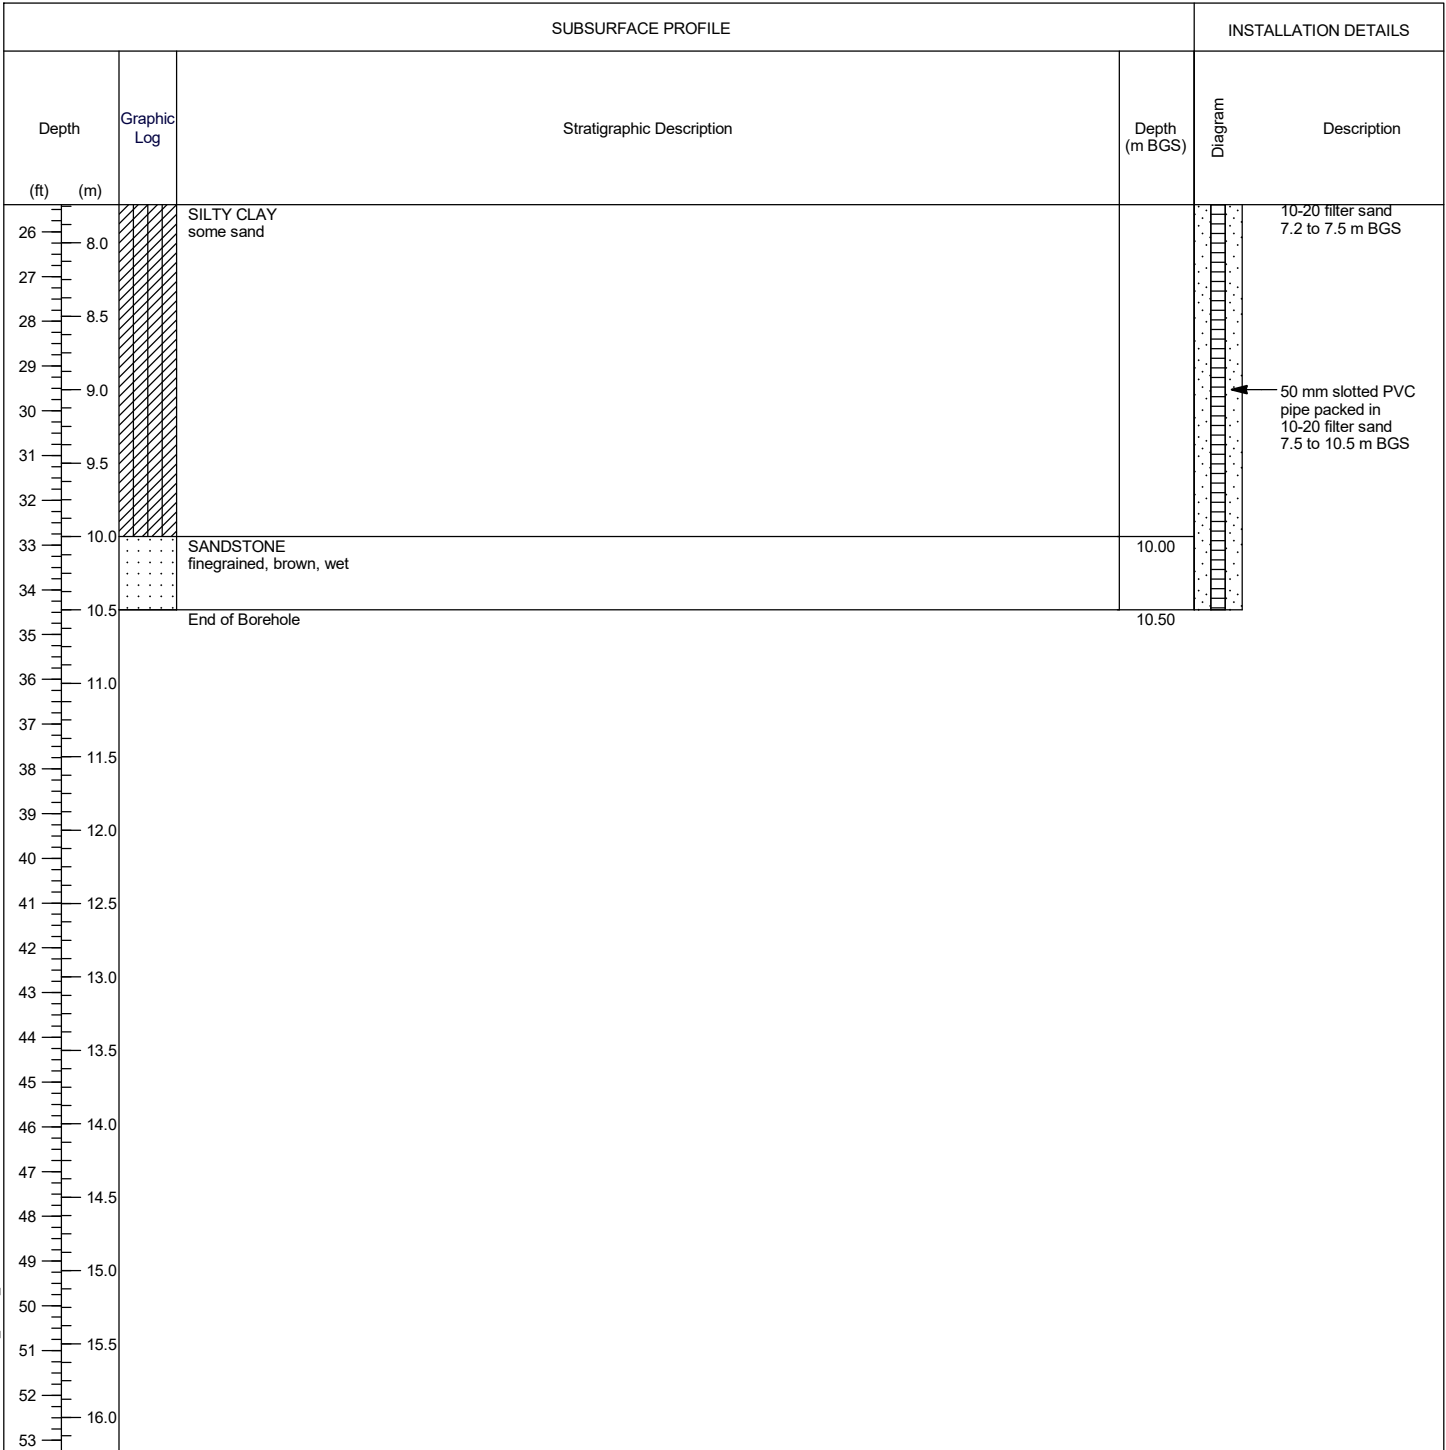 SUBSURFACE PROFILE
INSTALLATION DETAILS
Depth
Graphic
Log
Stratigraphic Description
Depth
(m BGS)
Diagram
Description
(ft) (m)
SILTY CLAY
some sand
10-20 filter sand
7.2 to 7.5 m BGS
26
8.0
27
28
8.5
29
9.0
50 mm slotted PVC
pipe packed in
10-20 filter sand
7.5 to 10.5 m BGS
30
31
9.5
32
10.0
33
SANDSTONE
finegrained, brown, wet
10.00
34
10.5
End of Borehole
10.50
35
36
11.0
37
11.5
38
39
12.0
40
41
12.5
42
13.0
43
44
13.5
45
46
14.0
47
14.5
48
49
15.0
50
15.5
51
52
16.0
53